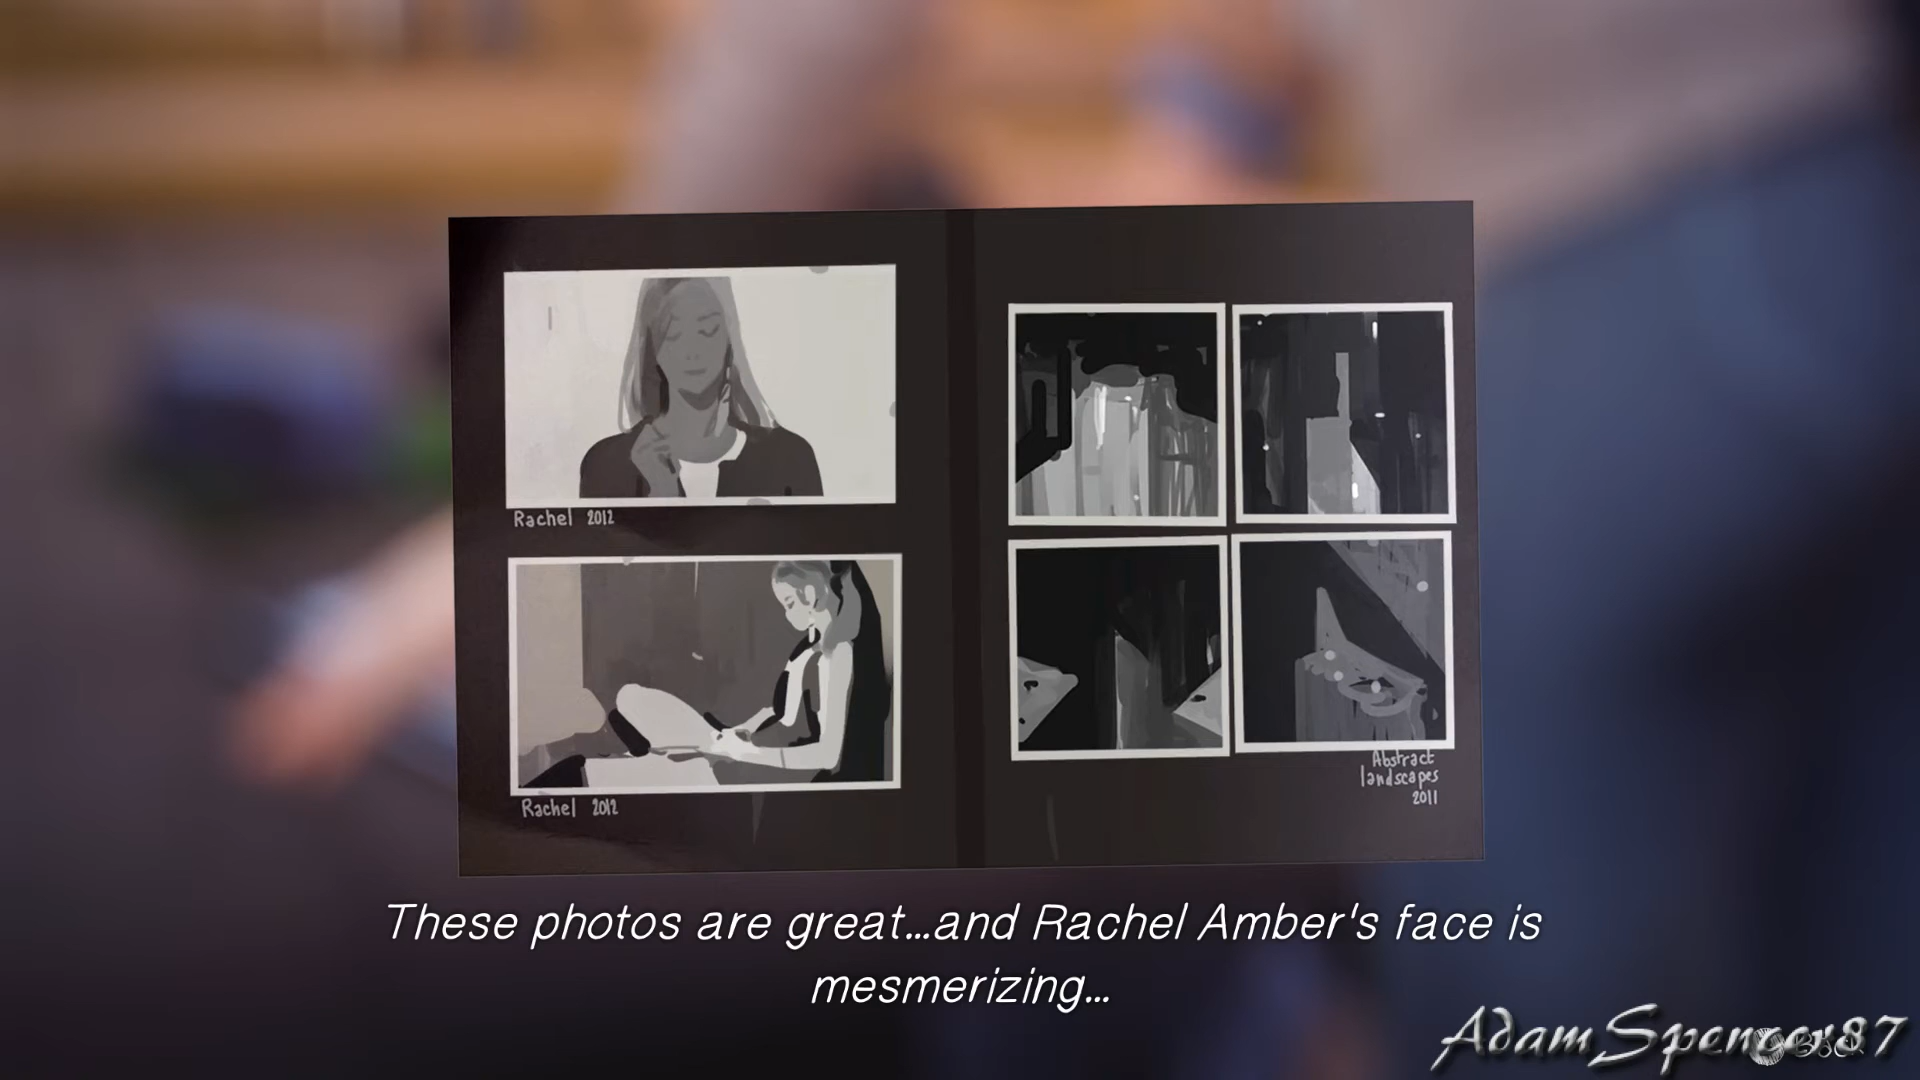 Rachel 2012
Rachel 2012
Abstract
landscapes
2011
These photos are great...and Rachel Amber's face is
mesmerizing...
AdamSpencer87